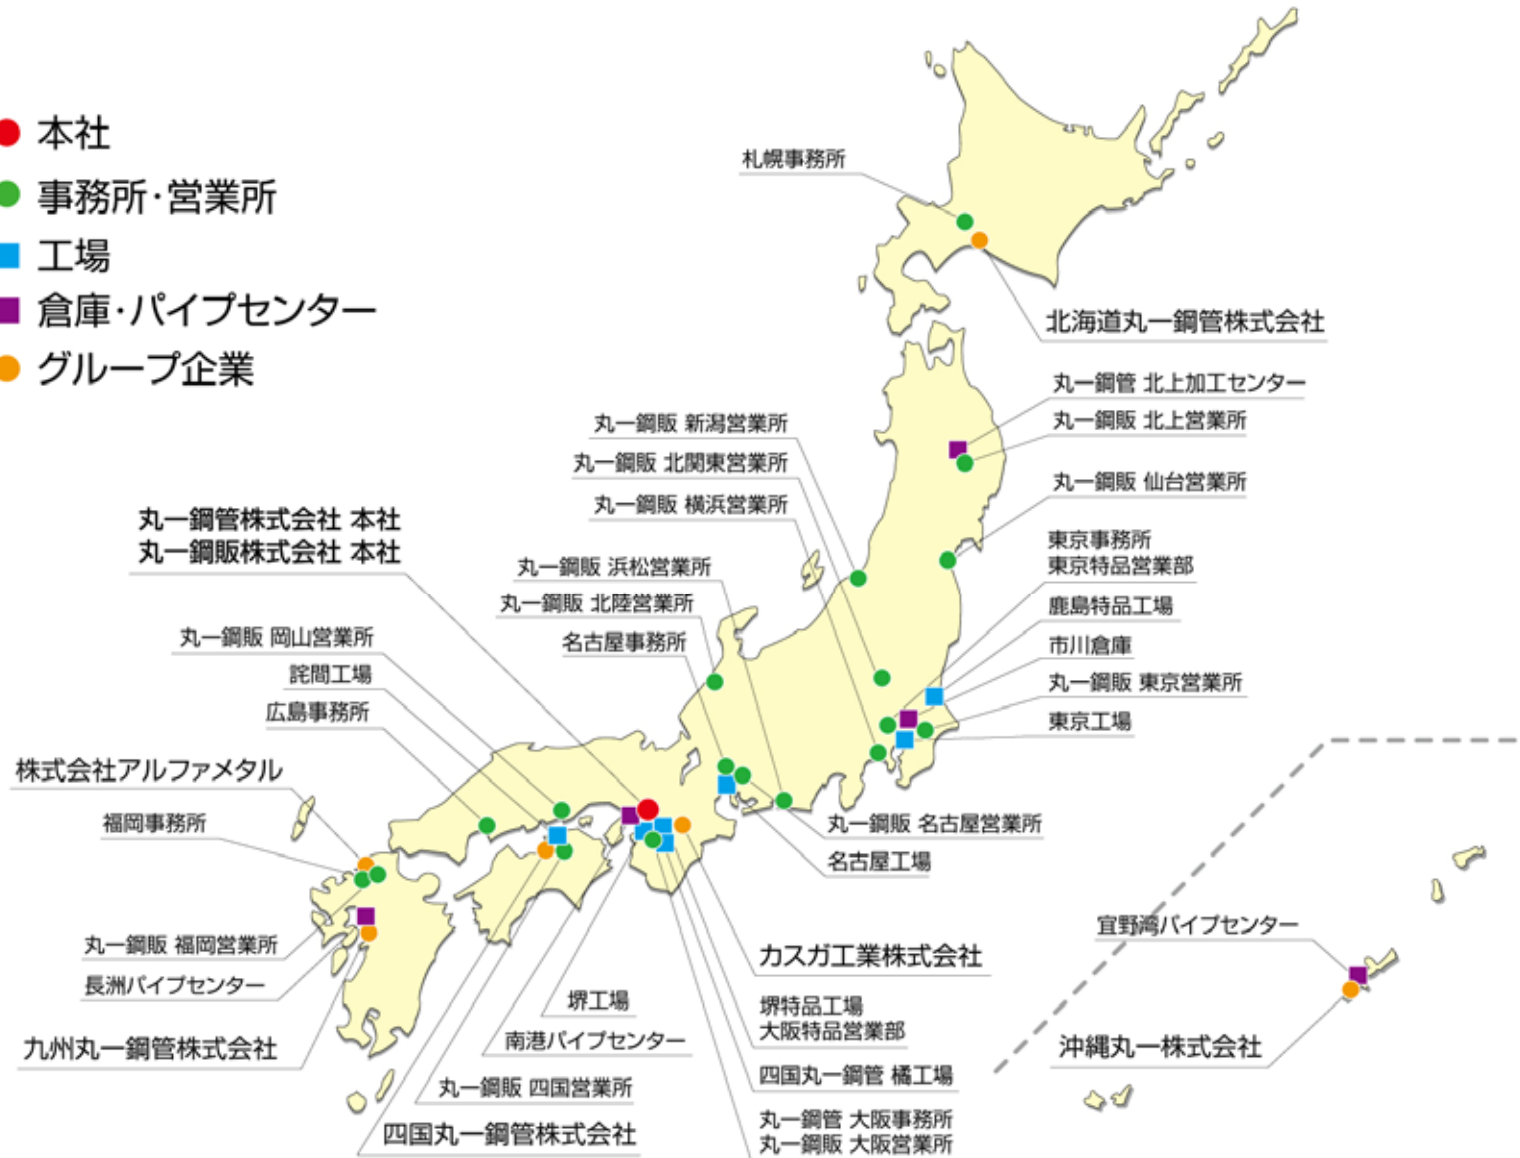 本社
事務所・営業所
工場
倉庫・パイプセンター
グループ企業
札幌事務所
北海道丸一鋼管株式会社
丸一鋼管 北上加工センター
丸一鋼販 北上営業所
丸一鋼販 仙台営業所
丸一鋼販 新潟営業所
丸一鋼販 北関東営業所
丸一鋼販 横浜営業所
丸一鋼管株式会社 本社
丸一鋼販株式会社 本社
東京事務所
東京特品営業部
鹿島特品工場
市川倉庫
丸一鋼販 東京営業所
東京工場
丸一鋼販 浜松営業所
丸一鋼販 北陸営業所
名古屋事務所
丸一鋼販 岡山営業所
詫間工場
広島事務所
株式会社アルファメタル
福岡事務所
丸一鋼販 名古屋営業所
名古屋工場
丸一鋼販 福岡営業所
長洲パイプセンター
九州丸一鋼管株式会社
堺工場
南港パイプセンター
丸一鋼販 四国営業所
四国丸一鋼管株式会社
カスガ工業株式会社
堺特品工場
大阪特品営業部
四国丸一鋼管 橘工場
丸一鋼管 大阪事務所
丸一鋼販 大阪営業所
宜野湾パイプセンター
沖縄丸一株式会社